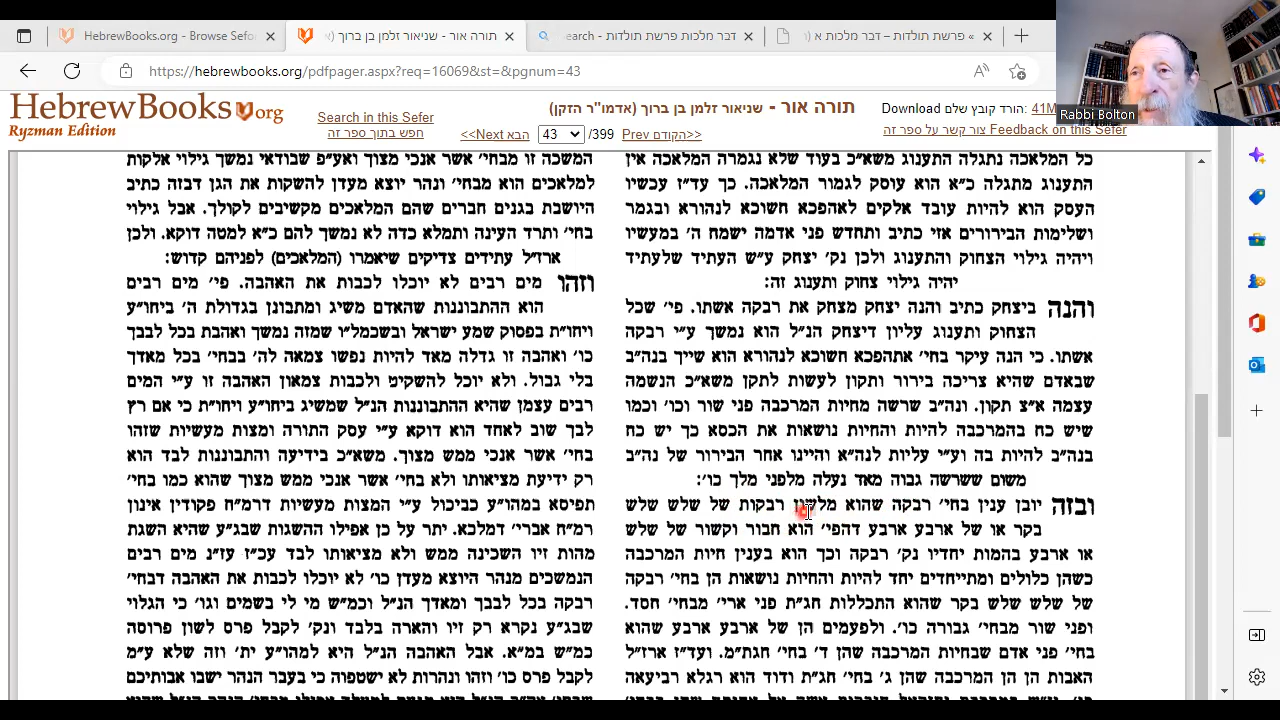 HebrewBooks.org - Browse Sefo
תורה אור - שניאור זלמן בן ברוך (א
דבר מלכות פרשת תולדות - Search
» פרשת תולדות – דבר מלכות א (1
https://hebrewbooks.org/pdfpager.aspx?req=16069&st=&pgnum=43
Rabbi Bolton
HebrewBooks.org
Ryzman Edition
Search in this Sefer
חפש בתוך ספר זה
תורה אור - שניאור זלמן בן ברוך (אדמו"ר הזקן)
<<Next הבא 43 /399 Prev הקודם>>
Download הורד קובץ שלם: 41M
Feedback on this Sefer צור קשר על ספר זה
כל המלאכה נתגלה התענוג משא״כ בעוד שלא נגמרה המלאכה אין
התענוג מתגלה כ״א הוא עוסק לגמור המלאכה. כך עד״ז עכשיו
העסק הוא להיות עובד אלקים לאהפכא חשוכא לנהורא ובגמר
ושלימות הבירורים אזי כתיב ותחדש פני אדמה ישמח ה׳ במעשיו
ויהיה גילוי הצחוק והתענוג ולכן נק׳ יצחק ע״ש העתיד שלעתיד
יהיה גילוי צחוק ותענוג זה:
והנה ביצחק כתיב והנה יצחק מצחק את רבקה אשתו. פי׳ שכל
הצחוק ותענוג עליון דיצחק הנ״ל הוא נמשך ע״י רבקה
אשתו. כי הנה עיקר בחי׳ אתהפכא חשוכא לנהורא הוא שייך בנה״ב
שבאדם שהיא צריכה בירור ותקון לעשות לתקן משא״כ הנשמה
עצמה א״צ תקון. ונה״ב שרשה מחיות המרכבה פני שור וכו׳ וכמו
שיש כח בהמרכבה להיות והחיות נושאות את הכסא כך יש כח
בנה״ב להיות בה וע״י עליות לנה״א והיינו אחר הבירור של נה״ב
משום ששרשה גבוה מאד נעלה מלפני מלך כו׳:
ובזה יובן ענין בחי׳ רבקה שהוא מלשון רבקות של שלש שלש
בקר או של ארבע ארבע דהפי׳ הוא חבור וקשור של שלש
או ארבע בהמות יחדיו נק׳ רבקה וכך הוא בענין חיות המרכבה
כשהן כלולים ומתייחדים יחד להיות והחיות נושאות הן בחי׳ רבקה
של שלש שלש בקר שהוא התכללות חג״ת פני ארי׳ מבחי׳ חסד.
ופני שור מבחי׳ גבורה כו׳. ולפעמים הן של ארבע ארבע שהוא
בחי׳ פני אדם שבחיות המרכבה שהן ד׳ בחי׳ חגת״מ. ועד״ז ארז״ל
האבות הן הן המרכבה שהן ג׳ בחי׳ חג״ת ודוד הוא רגלא רביעאה
המשכה זו מבחי׳ אשר אנכי מצוך ואע״פ שבודאי נמשך גילוי אלקות
למלאכים הוא מבחי׳ ונהר יוצא מעדן להשקות את הגן דבזה כתיב
היושבת בגנים חברים שהם המלאכים מקשיבים לקולך. אבל גילוי
בחי׳ ותרד העינה ותמלא כדה לא נמשך להם כ״א למטה דוקא. ולכן
ארז״ל עתידים צדיקים שיאמרו (המלאכים) לפניהם קדוש:
וזהו מים רבים לא יוכלו לכבות את האהבה. פי׳ מים רבים
הוא ההתבוננות שהאדם משיג ומתבונן בגדולת ה׳ ביחו״ע
ויחו״ת בפסוק שמע ישראל ובשכמל״ו שמזה נמשך ואהבת בכל לבבך
כו׳ ואהבה זו גדלה מאד להיות נפשו צמאה לה׳ בבחי׳ בכל מאדך
בלי גבול. ולא יוכל להשקיט ולכבות צמאון האהבה זו ע״י המים
רבים עצמן שהיא ההתבוננות הנ״ל שמשיג ביחו״ע ויחו״ת כי אם רץ
לבך שוב לאחד הוא דוקא ע״י עסק התורה ומצות מעשיות שזהו
בחי׳ אשר אנכי ממש מצוך. משא״כ בידיעה והתבוננות לבד הוא
רק ידיעת מציאותו ולא בחי׳ אשר אנכי ממש מצוך שהוא כמו בחי׳
תפיסא במהו״ע כביכול ע״י המצות מעשיות דרמ״ח פקודין אינון
רמ״ח אברי׳ דמלכא. יתר על כן אפילו ההשגות שבג״ע שהיא השגת
מהות זיו השכינה ממש ולא מציאותו לבד עכ״ז עז״נ מים רבים
הנמשכים מנהר היוצא מעדן כו׳ לא יוכלו לכבות את האהבה דבחי׳
רבקה בכל לבבך ומאדך הנ״ל וכמ״ש מי לי בשמים וגו׳ כי הגלוי
שבג״ע נקרא רק זיו והארה בלבד ונק׳ לקבל פרס לשון פרוסה
כמ״ש במ״א. אבל האהבה הנ״ל היא למהו״ע ית׳ וזה שלא ע״מ
לקבל פרס כו׳ וזהו ונהרות לא ישטפוה כי בעבר הנהר ישבו אבותיכם